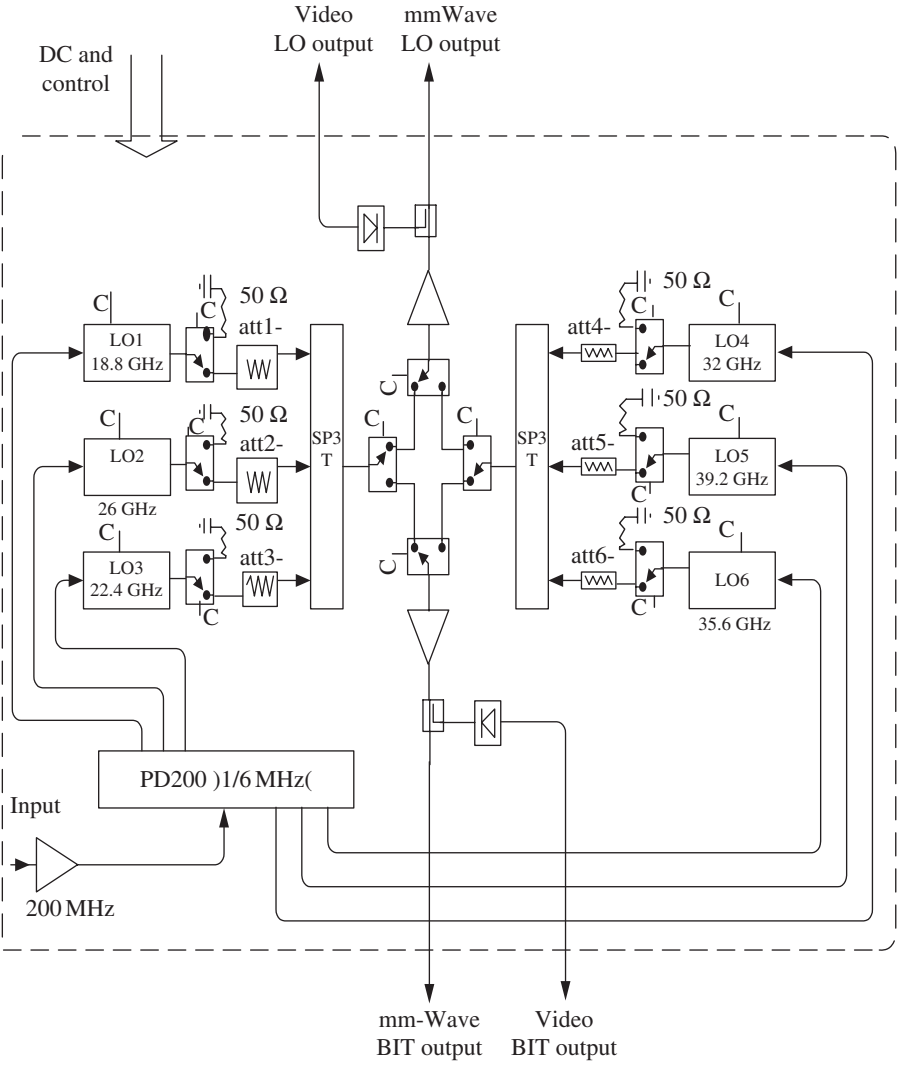 Video
LO output
mmWave
LO output
DC and
control
C
LO1
18.8 GHz
C
50 Ω
att1-
C
LO2
26 GHz
C
50 Ω
att2-
C
LO3
22.4 GHz
C
50 Ω
att3-
SP3
T
C
C
C
C
SP3
T
att4-
C
50 Ω
C
LO4
32 GHz
att5-
C
50 Ω
C
LO5
39.2 GHz
att6-
C
50 Ω
C
LO6
35.6 GHz
PD200 )1/6 MHz(
Input
200 MHz
mm-Wave
BIT output
Video
BIT output